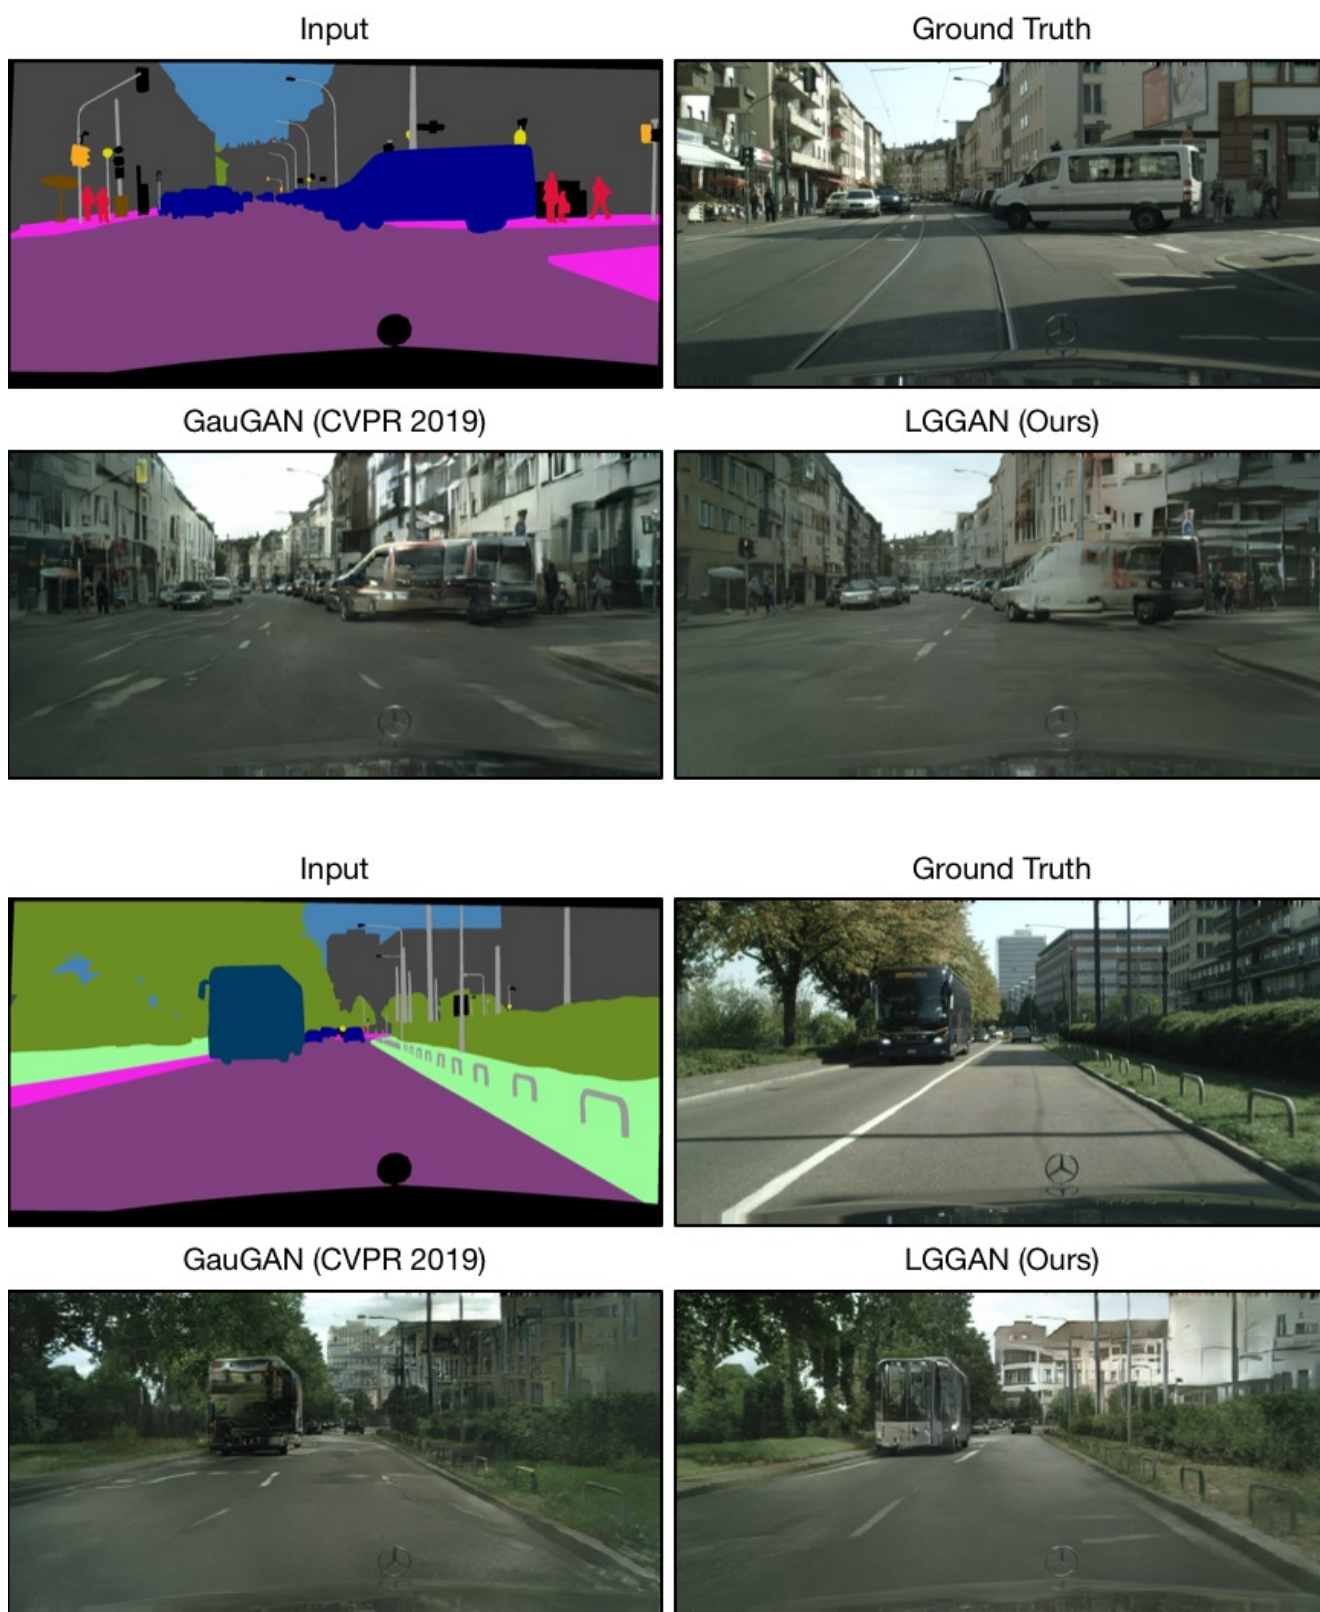 Input
Ground Truth
GauGAN (CVPR 2019)
LGGAN (Ours)
Input
Ground Truth
GauGAN (CVPR 2019)
LGGAN (Ours)